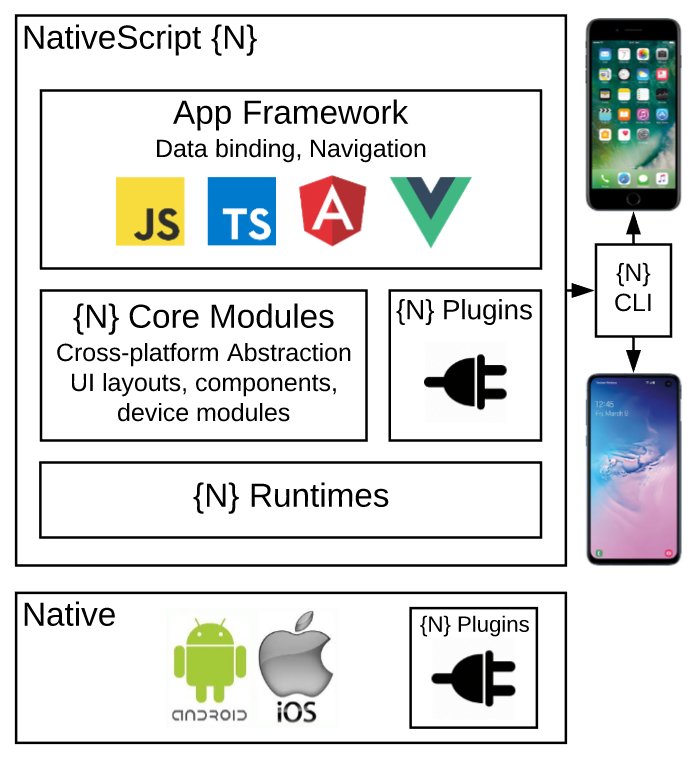 NativeScript {N}
App Framework
Data binding, Navigation
JS
TS
A
{N} Core Modules
Cross-platform Abstraction
UI layouts, components,
device modules
{N} Plugins
{N} Runtimes
{N}
CLI
12:45
Fri, March 8
Native
ANDROID
iOS
{N} Plugins